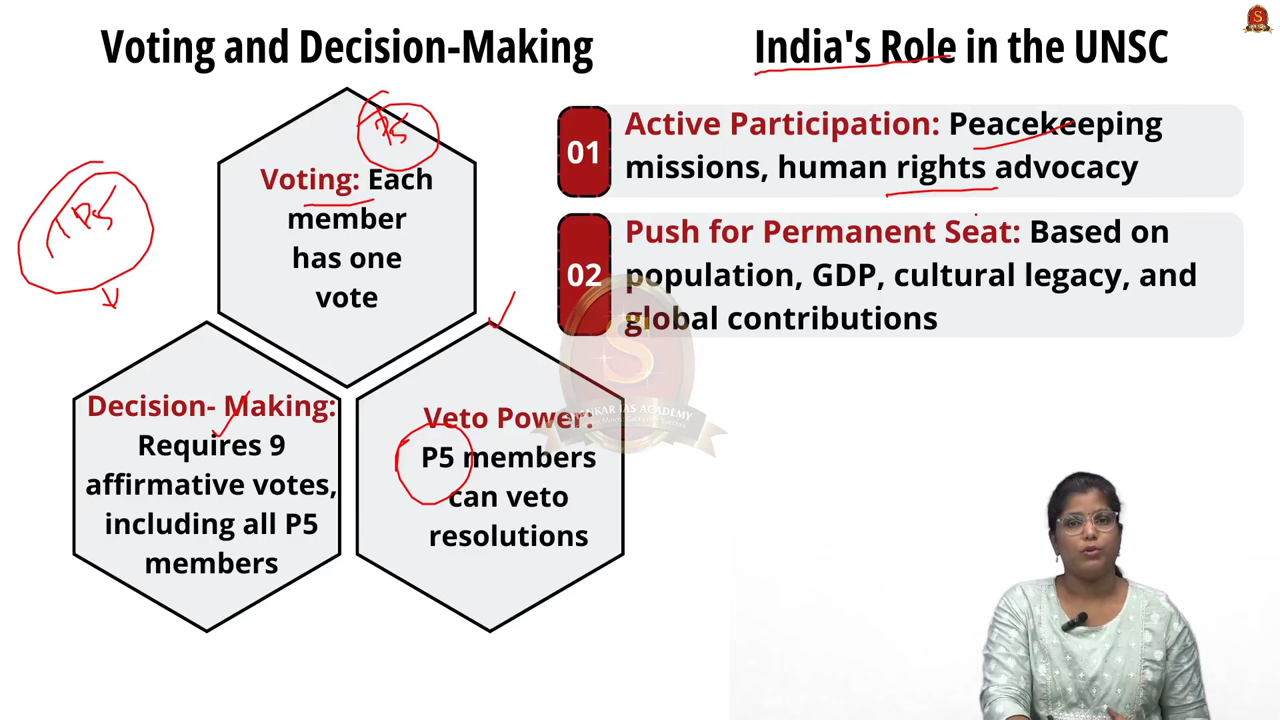 Voting and Decision-Making
P5
Voting: Each
member
has one
vote
Decision- Making:
Requires 9
affirmative votes,
including all P5
members
Veto Power:
P5 members
can veto
resolutions
India's Role in the UNSC
01
Active Participation: Peacekeeping
missions, human rights advocacy
02
Push for Permanent Seat: Based on
population, GDP, cultural legacy, and
global contributions
S
S